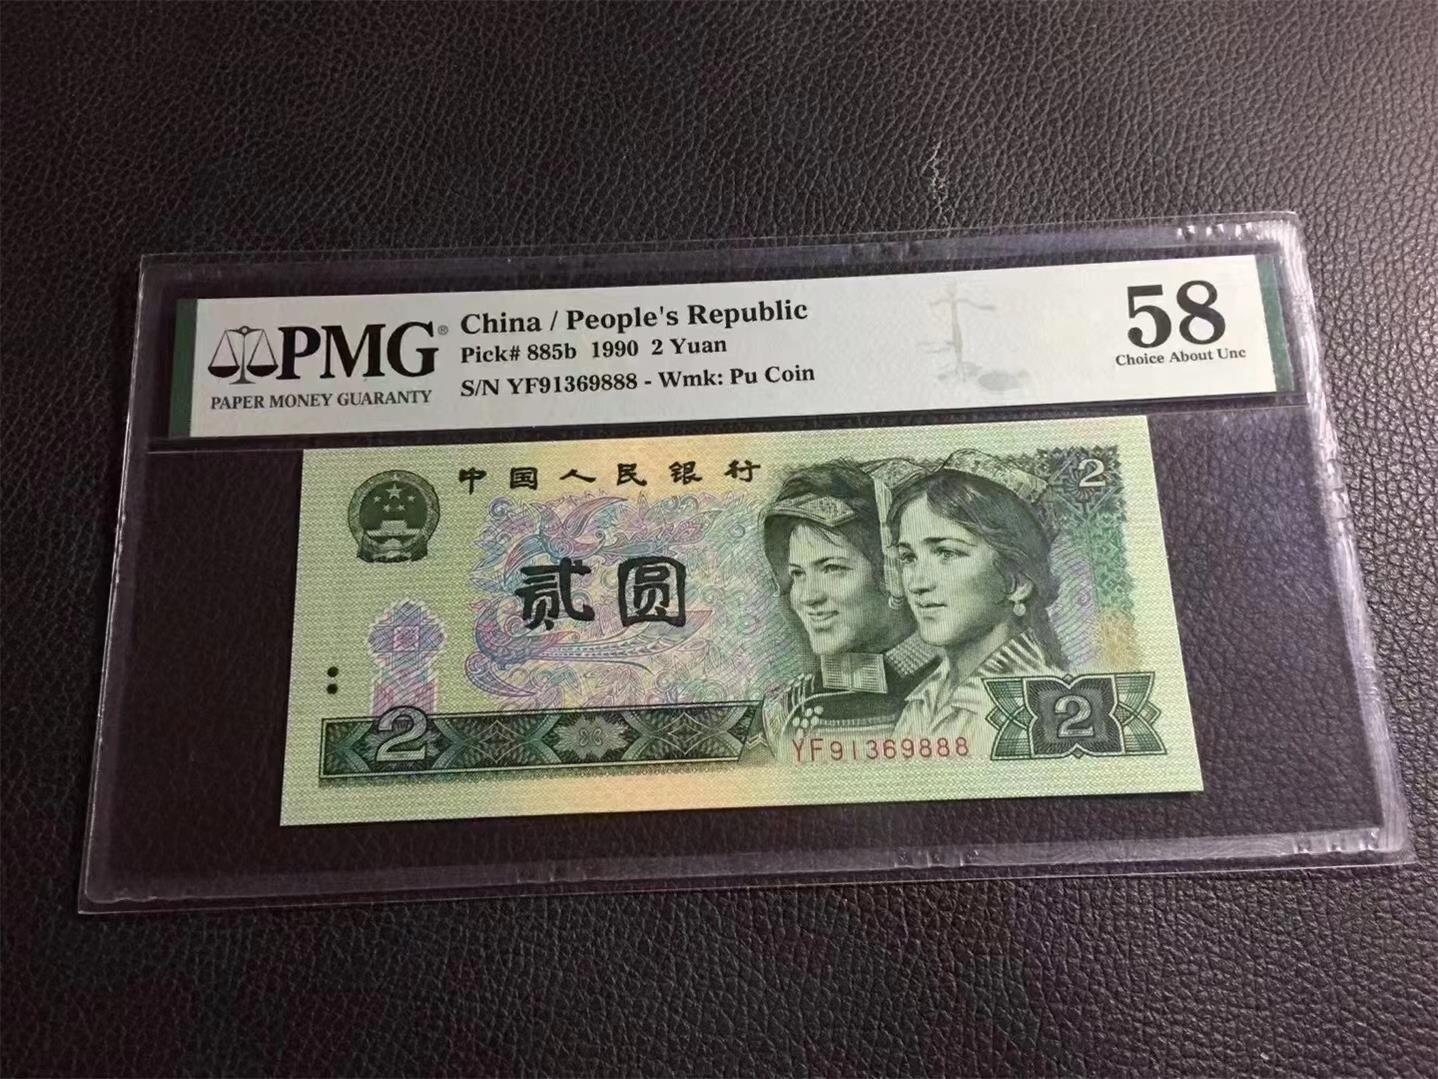 PMG®
PAPER MONEY GUARANTY
China / People's Republic
Pick# 885b 1990 2 Yuan
S/N YF91369888 - Wmk: Pu Coin
58
Choice About Unc
中国人民银行
2
贰圆
2
YF91369888
2